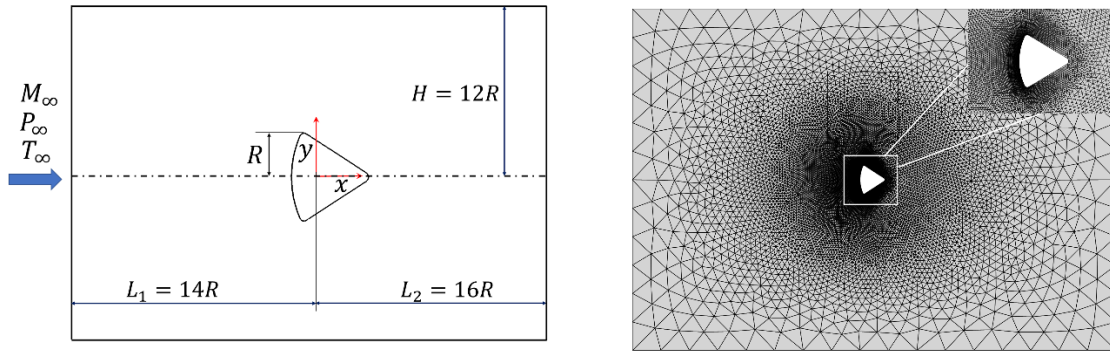 M∞
P∞
T∞
H = 12R
R
y
x
L₁ = 14R
L₂ = 16R